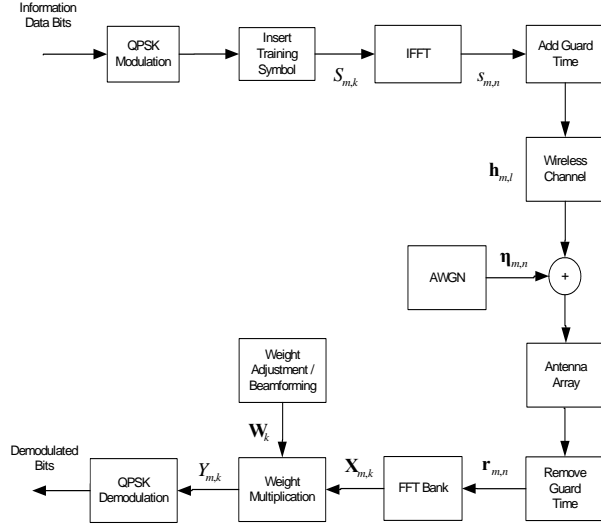 Information
Data Bits
QPSK
Modulation
Insert
Training
Symbol
S_{m,k}
IFFT
s_{m,n}
Add Guard
Time
Wireless
Channel
h_{m,l}
AWGN
η_{m,n}
+
Antenna
Array
Weight
Adjustment /
Beamforming
W_k
Demodulated
Bits
QPSK
Demodulation
Y_{m,k}
Weight
Multiplication
X_{m,k}
FFT Bank
r_{m,n}
Remove
Guard
Time